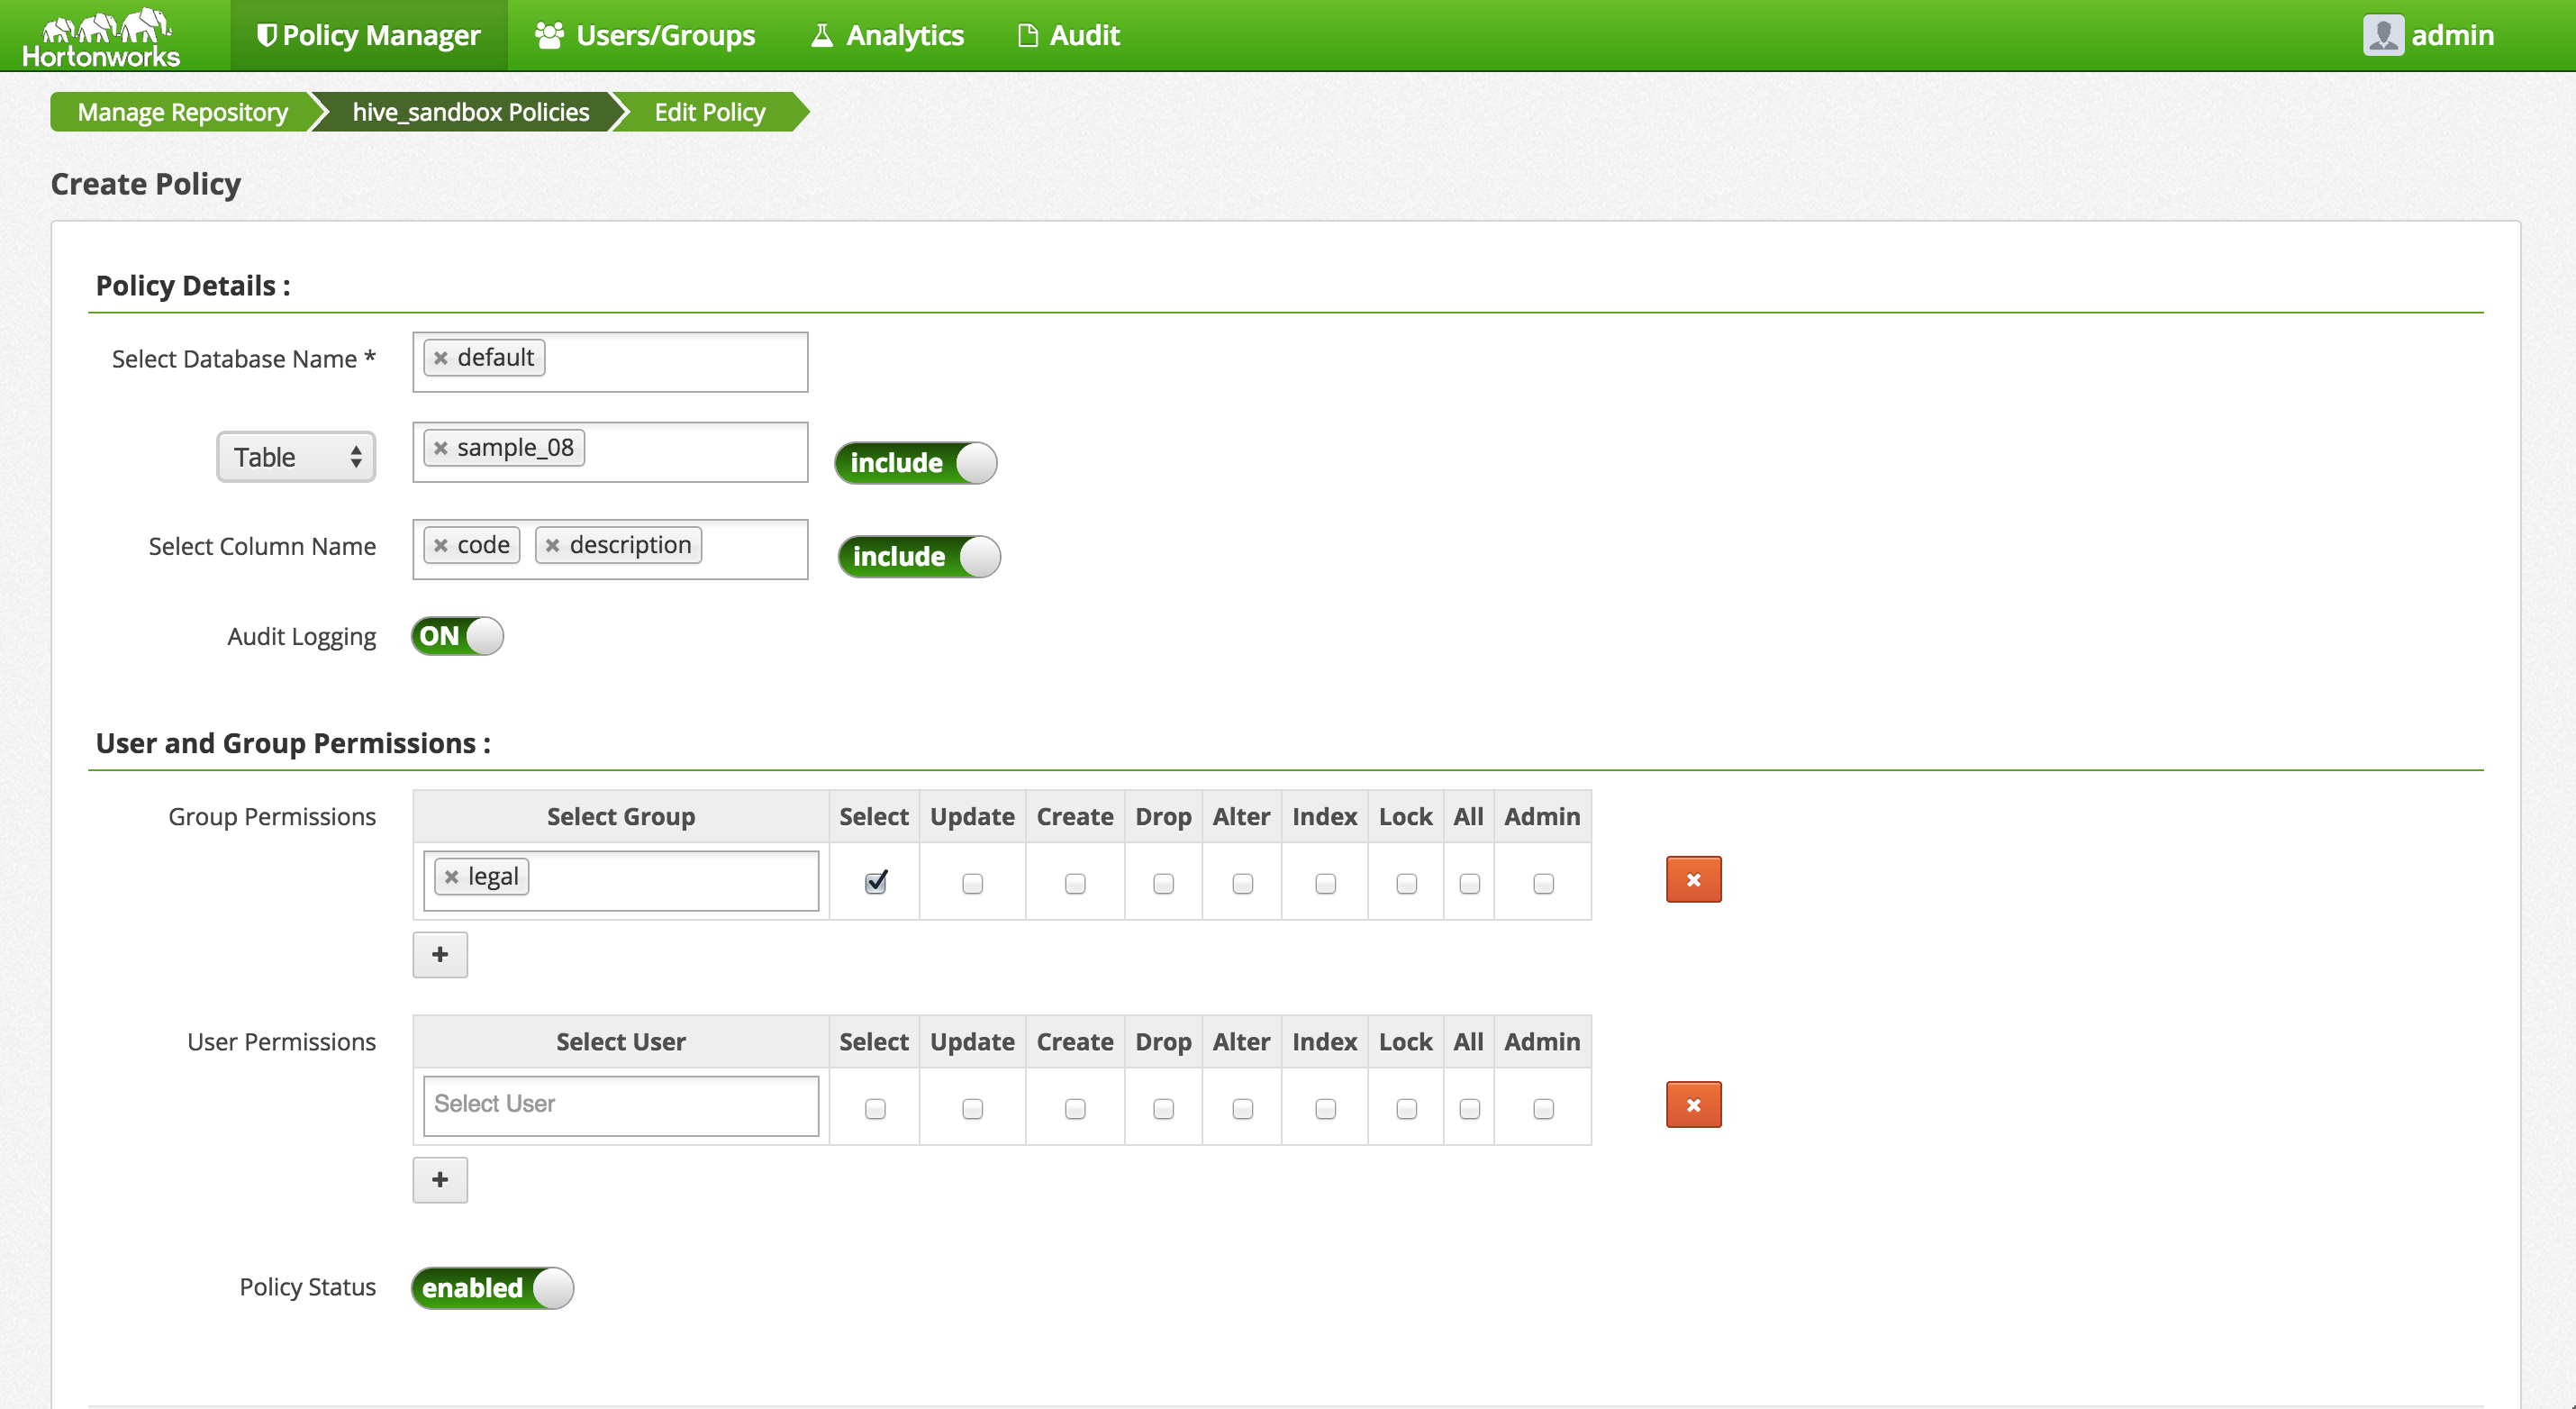 Hortonworks
Policy Manager Users/Groups Analytics Audit admin
Manage Repository hive_sandbox Policies Edit Policy
Create Policy
Policy Details :
Select Database Name * default
Table sample_08 include
Select Column Name code description include
Audit Logging ON
User and Group Permissions :
Group Permissions Select Group Select Update Create Drop Alter Index Lock All Admin
legal
+
User Permissions Select User Select Update Create Drop Alter Index Lock All Admin
Select User
+
Policy Status enabled